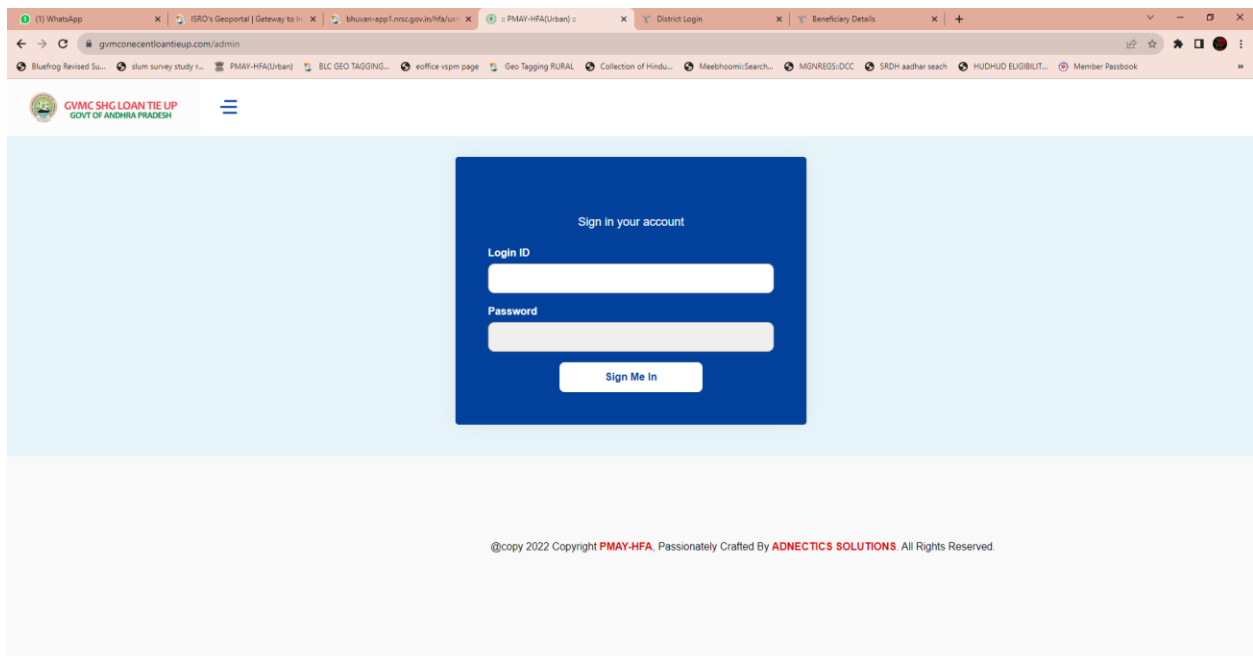 (1) WhatsApp
ISRO's Geoportal | Gateway to In
bhuvan-app1.nrsc.gov.in/hfa/usr
:: PMAY-HFA(Urban) ::
District Login
Beneficiary Details
gvmconecentloantieup.com/admin
Bluefrog Revised Su... slum survey study r... PMAY-HFA(Urban) BLC GEO TAGGING... eoffice vspm page Geo Tagging RURAL Collection of Hindu... Meebhoomi::Search... MGNREGS::DCC SRDH aadhar seach HUDHUD ELIGIBILIT... Member Passbook
GVMC SHG LOAN TIE UP
GOVT OF ANDHRA PRADESH
Sign in your account
Login ID
Password
Sign Me In
@copy 2022 Copyright PMAY-HFA, Passionately Crafted By ADNECTICS SOLUTIONS. All Rights Reserved.